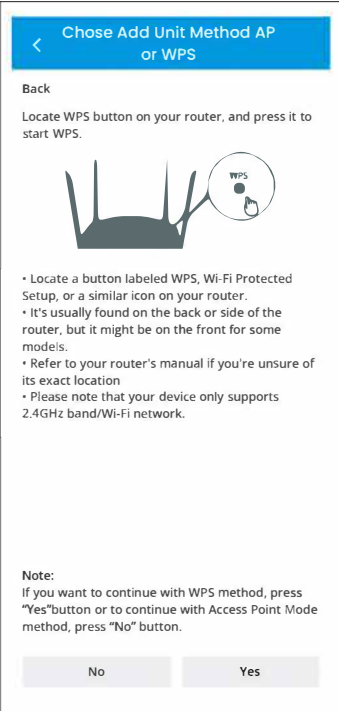 Chose Add Unit Method AP
or WPS
Back
Locate WPS button on your router, and press it to
start WPS.
WPS
• Locate a button labeled WPS, Wi-Fi Protected
Setup, or a similar icon on your router.
• It's usually found on the back or side of the
router, but it might be on the front for some
models.
• Refer to your router's manual if you're unsure of
its exact location
• Please note that your device only supports
2.4GHz band/Wi-Fi network.
Note:
If you want to continue with WPS method, press
“Yes”button or to continue with Access Point Mode
method, press “No” button.
No
Yes